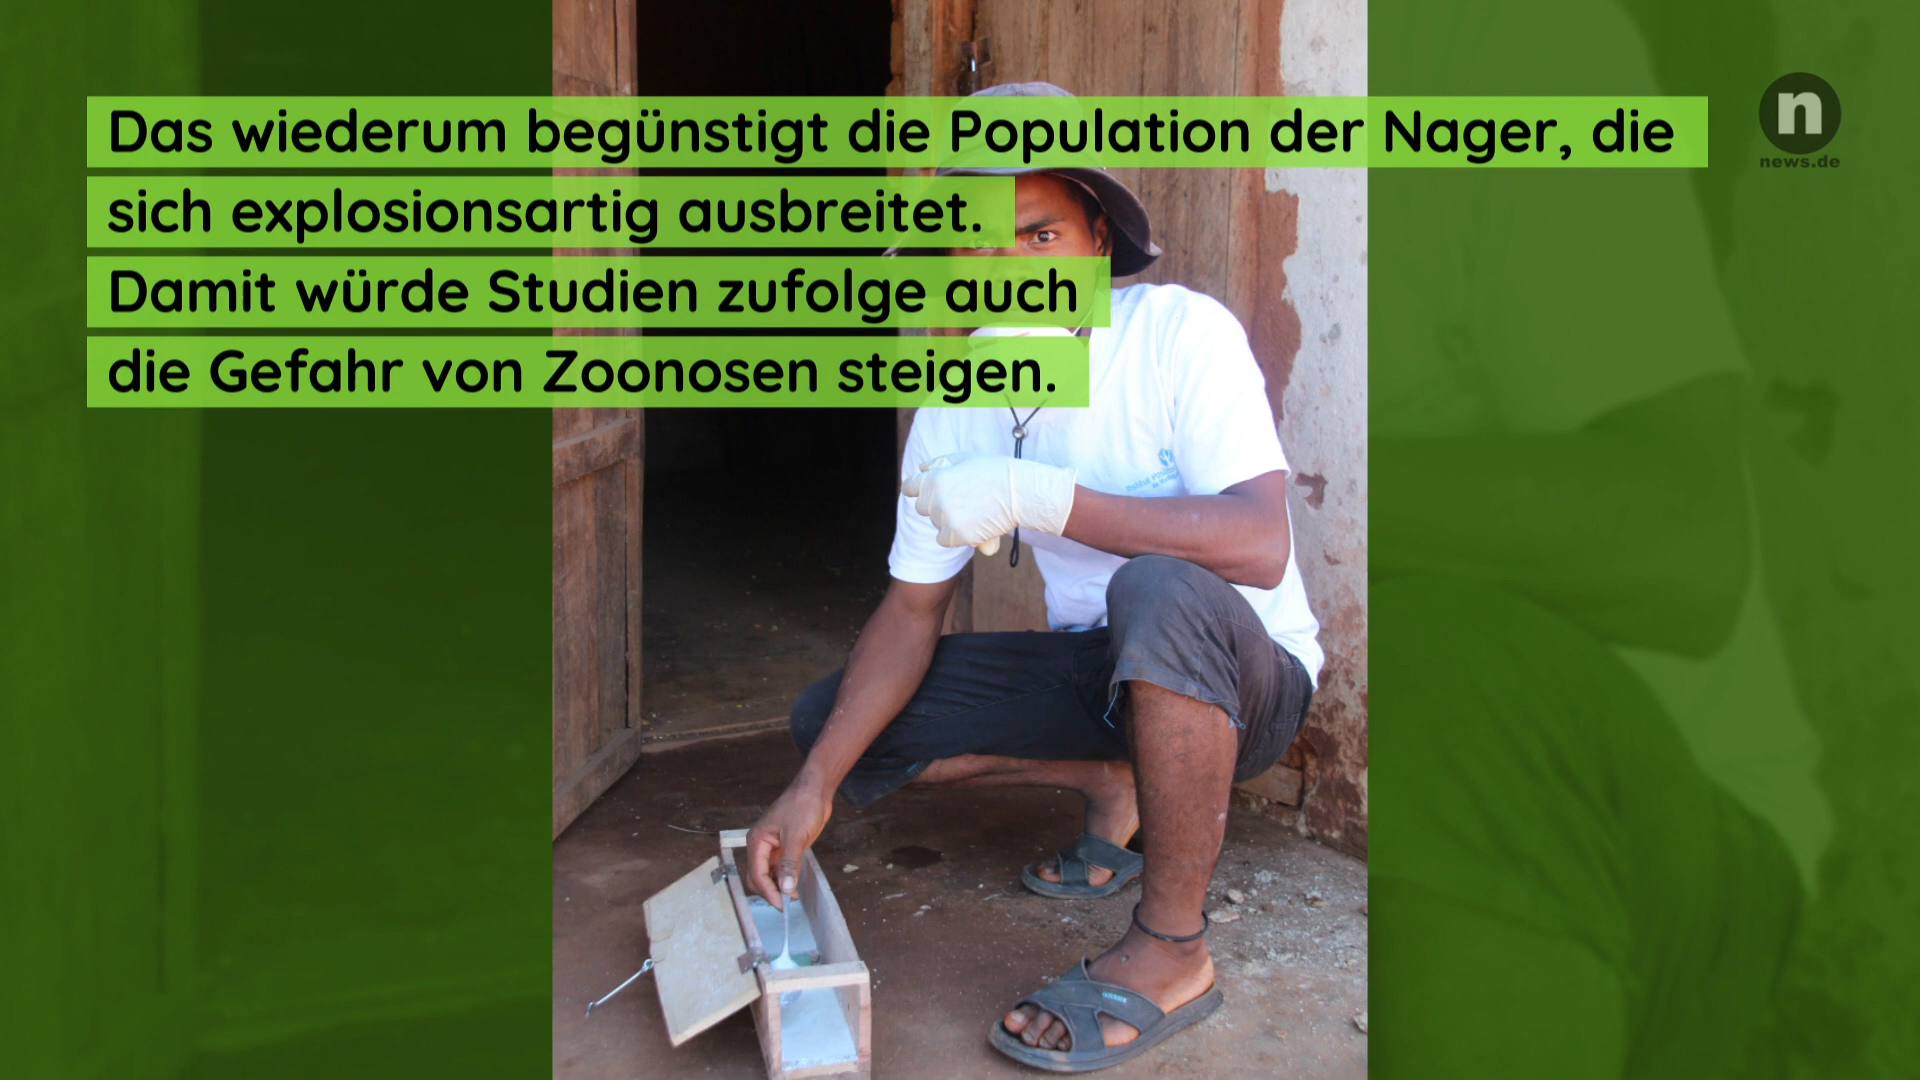 Das wiederum begünstigt die Population der Nager, die
sich explosionsartig ausbreitet.
Damit würde Studien zufolge auch
die Gefahr von Zoonosen steigen.
n
news.de
Institut